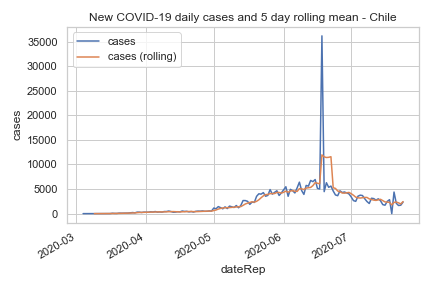 New COVID-19 daily cases and 5 day rolling mean - Chile
cases
cases (rolling)
35000
30000
25000
20000
15000
10000
5000
0
cases
2020-03
2020-04
2020-05
2020-06
2020-07
dateRep